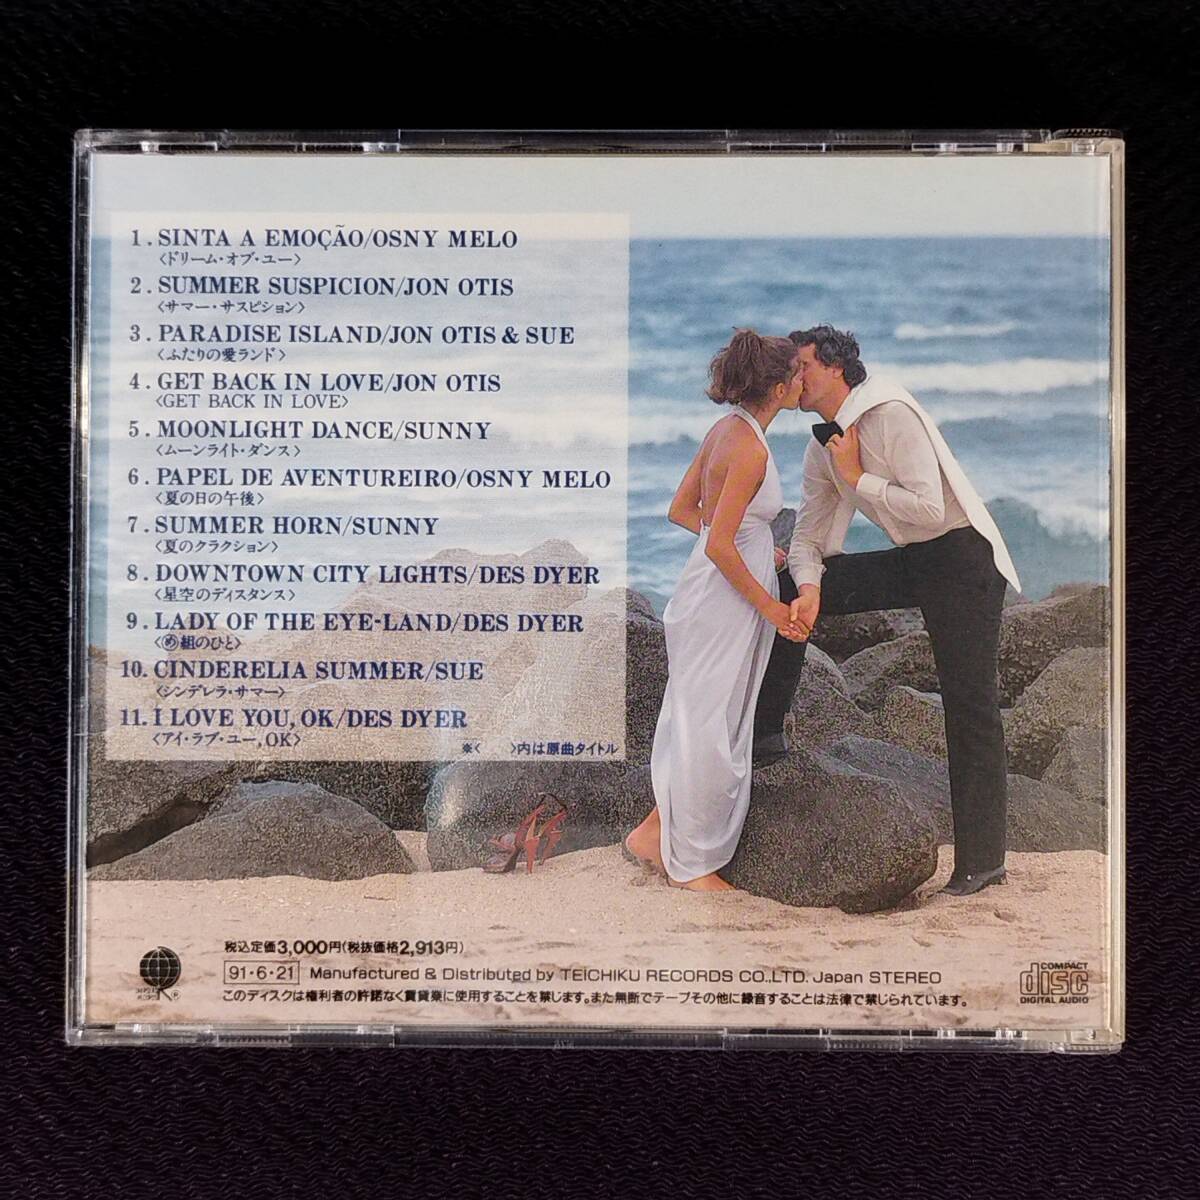 1. SINTA A EMOÇÃO/OSNY MELO
〈ドリーム・オブ・ユー〉
2. SUMMER SUSPICION/JON OTIS
〈サマー・サスピション〉
3. PARADISE ISLAND/JON OTIS & SUE
〈ふたりの愛ランド〉
4. GET BACK IN LOVE/JON OTIS
〈GET BACK IN LOVE〉
5. MOONLIGHT DANCE/SUNNY
〈ムーンライト・ダンス〉
6. PAPEL DE AVENTUREIRO/OSNY MELO
〈夏の日の午後〉
7. SUMMER HORN/SUNNY
〈夏のクラクション〉
8. DOWNTOWN CITY LIGHTS/DES DYER
〈星空のディスタンス〉
9. LADY OF THE EYE-LAND/DES DYER
〈め組のひと〉
10. CINDERELIA SUMMER/SUE
〈シンデレラ・サマー〉
11. I LOVE YOU, OK/DES DYER
〈アイ・ラブ・ユー, OK〉
※〈 〉内は原曲タイトル
税込定価3,000円(税抜価格2,913円)
91・6・21 Manufactured & Distributed by TEICHIKU RECORDS CO.,LTD. Japan STEREO
このディスクは権利者の許諾なく賃貸業に使用することを禁じます。また無断でテープその他に録音することは法律で禁じられています。
COMPACT
disc
DIGITAL AUDIO